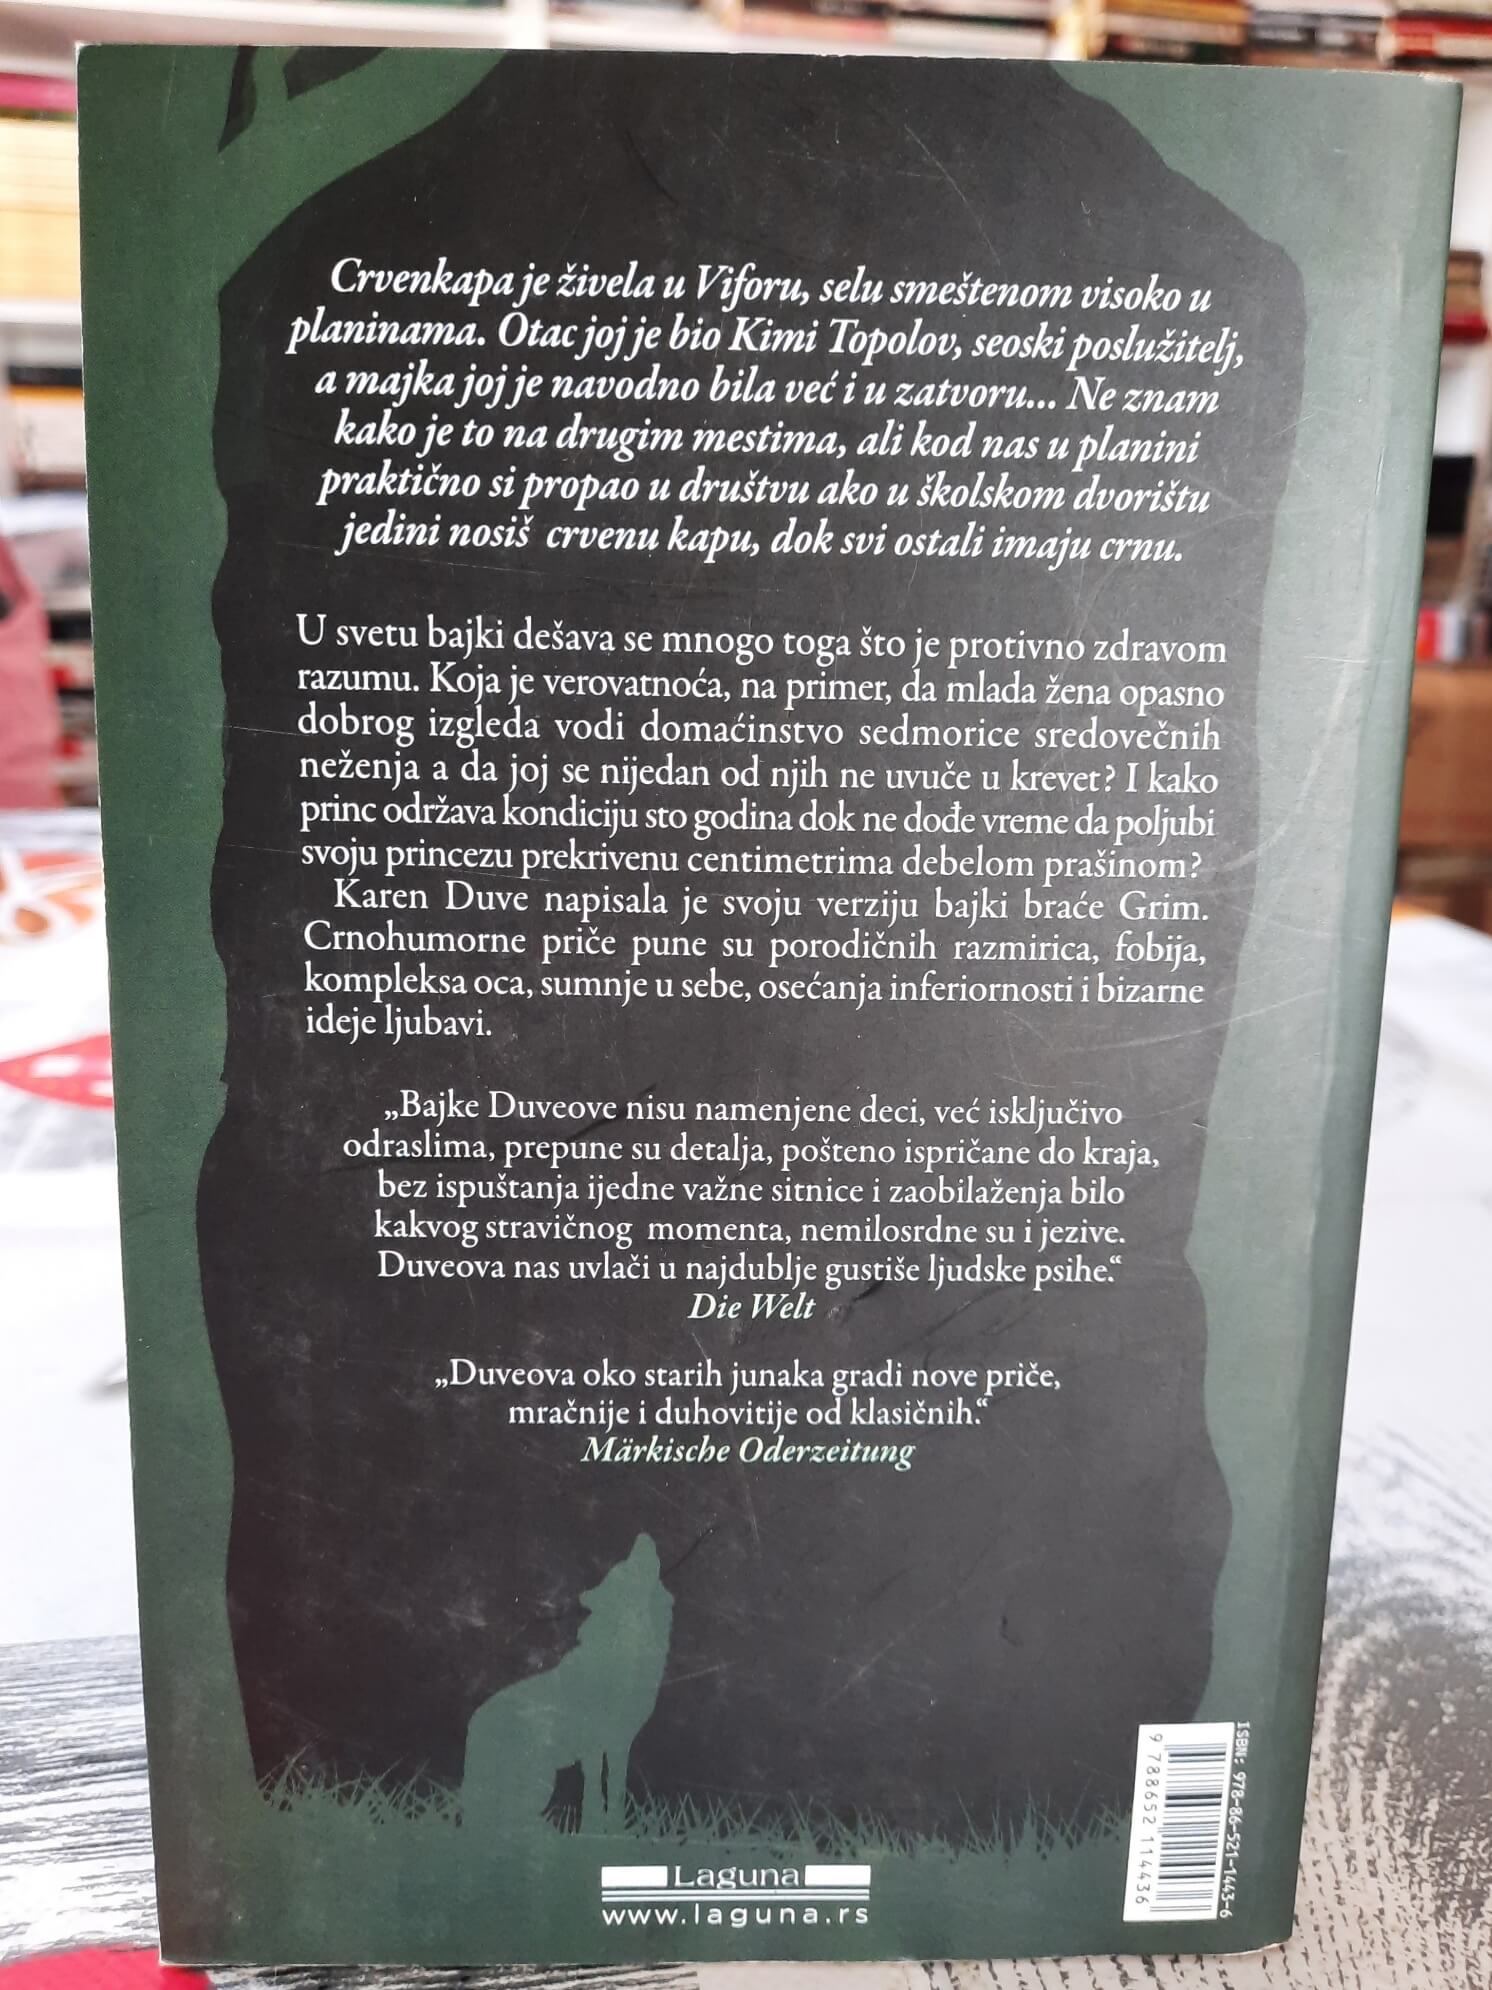 Crvenkapa je živela u Viforu, selu smeštenom visoko u
planinama. Otac joj je bio Kimi Topolov, seoski poslužitelj,
a majka joj je navodno bila već i u zatvoru... Ne znam
kako je to na drugim mestima, ali kod nas u planini
praktično si propao u društvu ako u školskom dvorištu
jedini nosiš crvenu kapu, dok svi ostali imaju crnu.
U svetu bajki dešava se mnogo toga što je protivno zdravom
razumu. Koja je verovatnoća, na primer, da mlada žena opasno
dobrog izgleda vodi domaćinstvo sedmorice sredovečnih
neženja a da joj se nijedan od njih ne uvuče u krevet? I kako
princ održava kondiciju sto godina dok ne dođe vreme da poljubi
svoju princezu prekrivenu centimetrima debelom prašinom?
Karen Duve napisala je svoju verziju bajki braće Grim.
Crnohumorne priče pune su porodičnih razmirica, fobija,
kompleksa oca, sumnje u sebe, osećanja inferiornosti i bizarne
ideje ljubavi.
„Bajke Duveove nisu namenjene deci, već isključivo
odraslima, prepune su detalja, pošteno ispričane do kraja,
bez ispuštanja ijedne važne sitnice i zaobilaženja bilo
kakvog stravičnog momenta, nemilosrdne su i jezive.
Duveova nas uvlači u najdublje gustiše ljudske psihe.“
Die Welt
„Duveova oko starih junaka gradi nove priče,
mračnije i duhovitije od klasičnih.“
Märkische Oderzeitung
ISBN: 978-86-521-1443-6
9 788652 114436
Laguna
www.laguna.rs